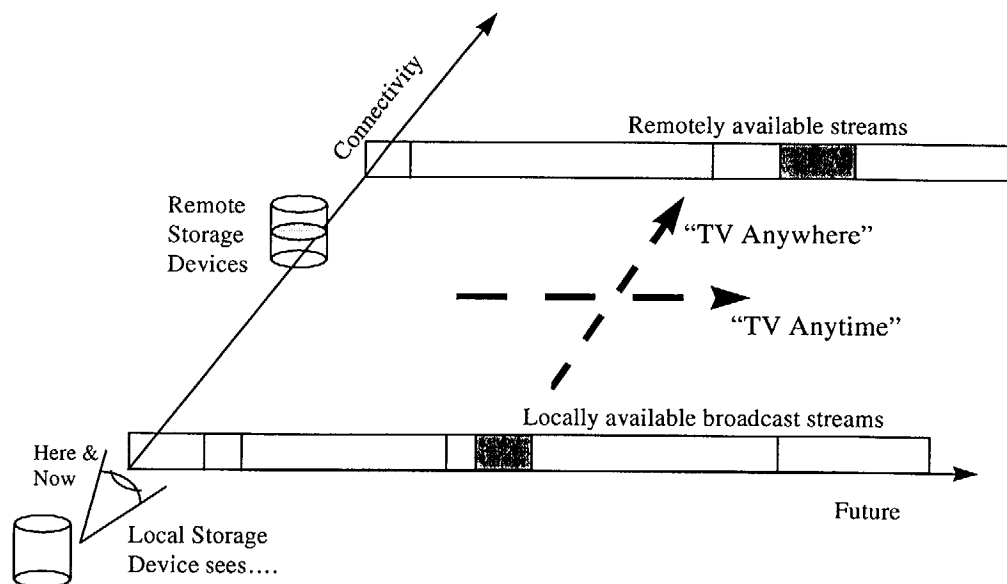 Connectivity
Remotely available streams
Remote
Storage
Devices
“TV Anywhere”
“TV Anytime”
Locally available broadcast streams
Here &
Now
Future
Local Storage
Device sees….